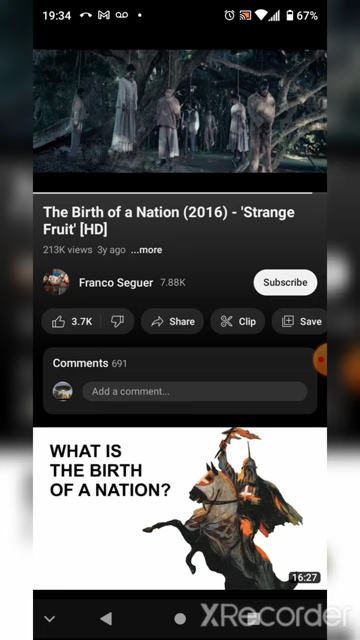 19:34
67%
The Birth of a Nation (2016) - 'Strange
Fruit' [HD]
213K views 3y ago ...more
Franco Seguer 7.88K
Subscribe
3.7K
Share
Clip
Save
Comments 691
Add a comment...
WHAT IS
THE BIRTH
OF A NATION?
16:27
XRecorder